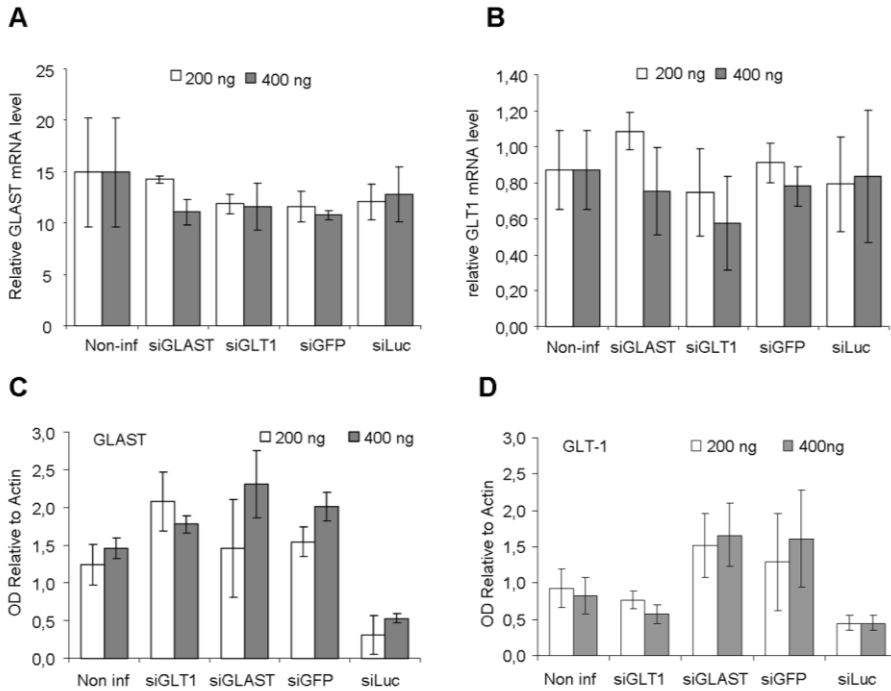 A
Relative GLAST mRNA level
200 ng 400 ng
25
20
15
10
5
0
Non-inf siGLAST siGLT1 siGFP siLuc
B
relative GLT1 mRNA level
200 ng 400 ng
1,40
1,20
1,00
0,80
0,60
0,40
0,20
0,00
Non-inf siGLAST siGLT1 siGFP siLuc
C
OD Relative to Actin
GLAST 200 ng 400 ng
3,0
2,5
2,0
1,5
1,0
0,5
0,0
Non inf siGLT1 siGLAST siGFP siLuc
D
OD Relative to Actin
GLT-1 200 ng 400ng
3,0
2,5
2,0
1,5
1,0
0,5
0,0
Non inf siGLT1 siGLAST siGFP siLuc